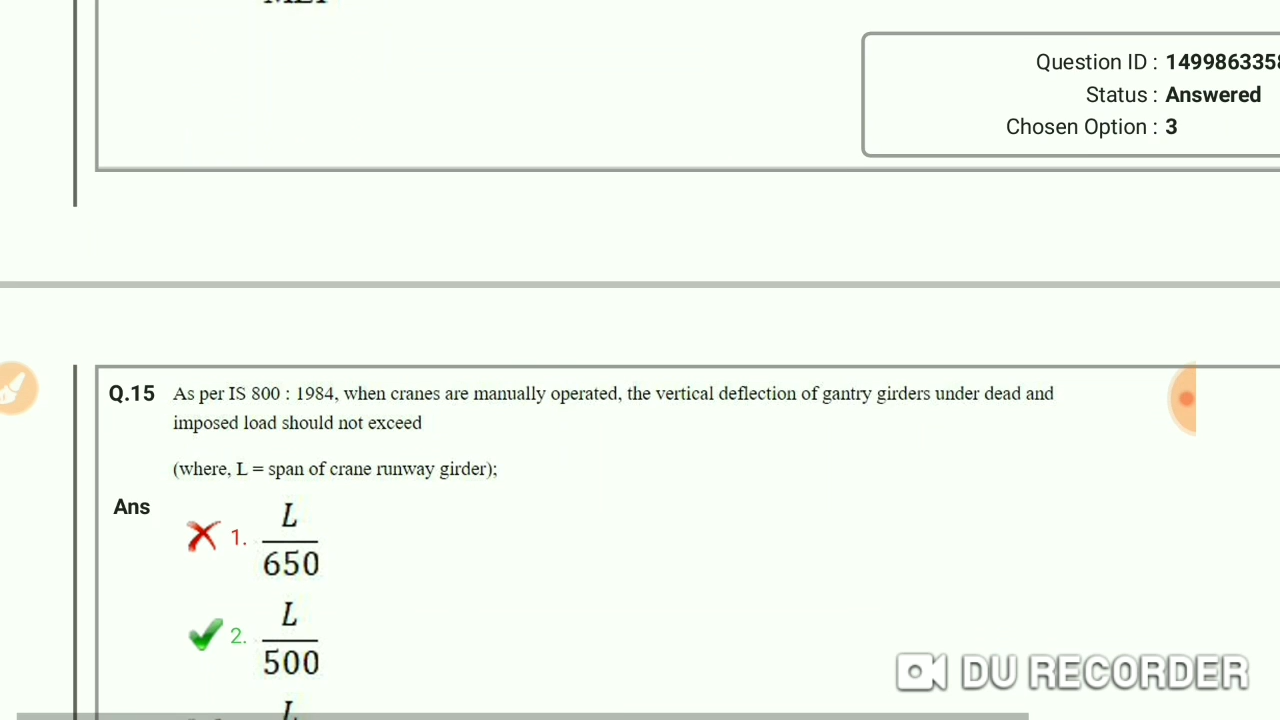 Question ID : 149986335
Status : Answered
Chosen Option : 3
Q.15 As per IS 800 : 1984, when cranes are manually operated, the vertical deflection of gantry girders under dead and
imposed load should not exceed
(where, L = span of crane runway girder);
Ans
1. L
650
2. L
500
L
DU RECORDER